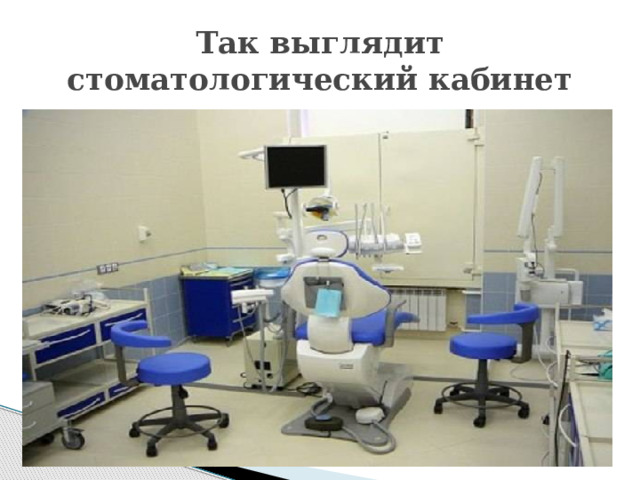 Так выглядит
стоматологический кабинет